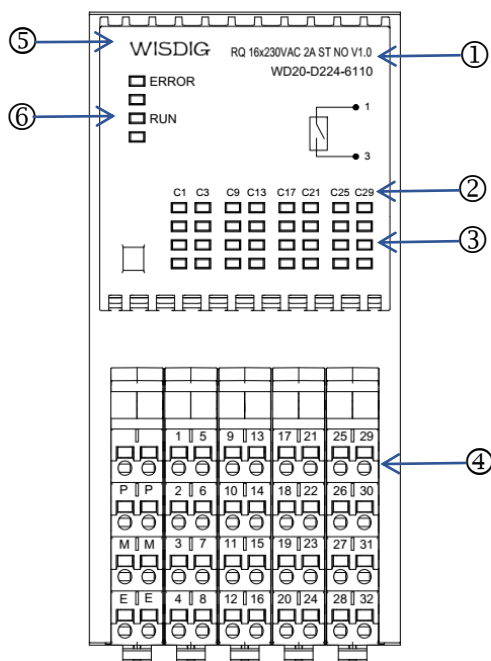 ⑤ WISDIG RQ 16x230VAC 2A ST NO V1.0 ①
WD20-D224-6110
ERROR
⑥ RUN
1
3
C1 C3 C9 C13 C17 C21 C25 C29 ②
③
1 5 9 13 17 21 25 29 ④
P P 2 6 10 14 18 22 26 30
M M 3 7 11 15 19 23 27 31
E E 4 8 12 16 20 24 28 32